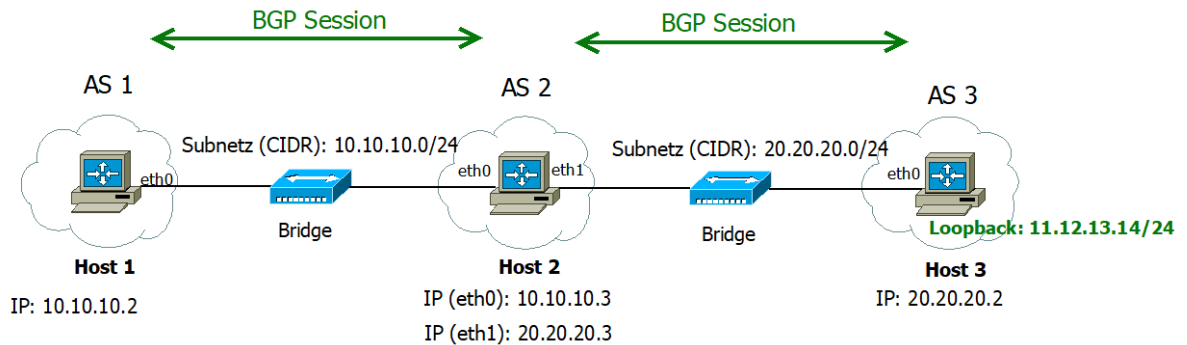 BGP Session
BGP Session
AS 1
AS 2
AS 3
Subnetz (CIDR): 10.10.10.0/24
Subnetz (CIDR): 20.20.20.0/24
eth0
eth0
eth1
eth0
Bridge
Bridge
Loopback: 11.12.13.14/24
Host 1
Host 2
Host 3
IP: 10.10.10.2
IP (eth0): 10.10.10.3
IP: 20.20.20.2
IP (eth1): 20.20.20.3